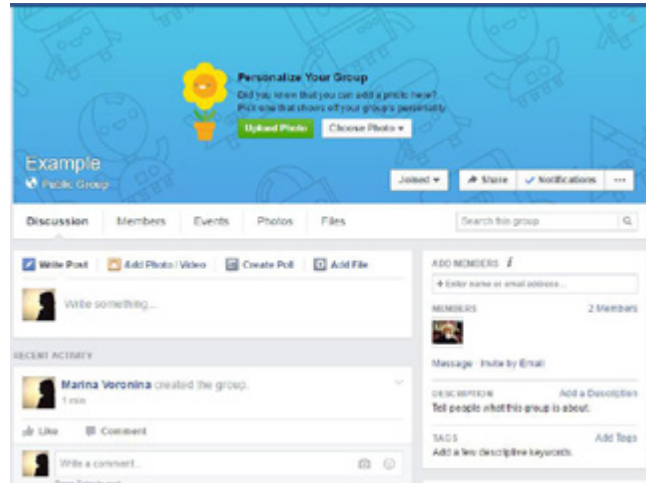 Personalize Your Group
Did you know that you can add a photo here?
Pick one that shows off your group's personality
Upload Photo Choose Photo
Example
Public Group
Joined Share Notifications
Discussion Members Events Photos Files Search this group
Write Post Add Photo / Video Create Poll Add File
Write something...
RECENT ACTIVITY
Marina Voronina created the group.
1 min
Like Comment
Write a comment...
ADD MEMBERS i
+ Enter name or email address...
MEMBERS 2 Members
Message · Invite by Email
DESCRIPTION Add a Description
Tell people what this group is about.
TAGS Add Tags
Add a few descriptive keywords.